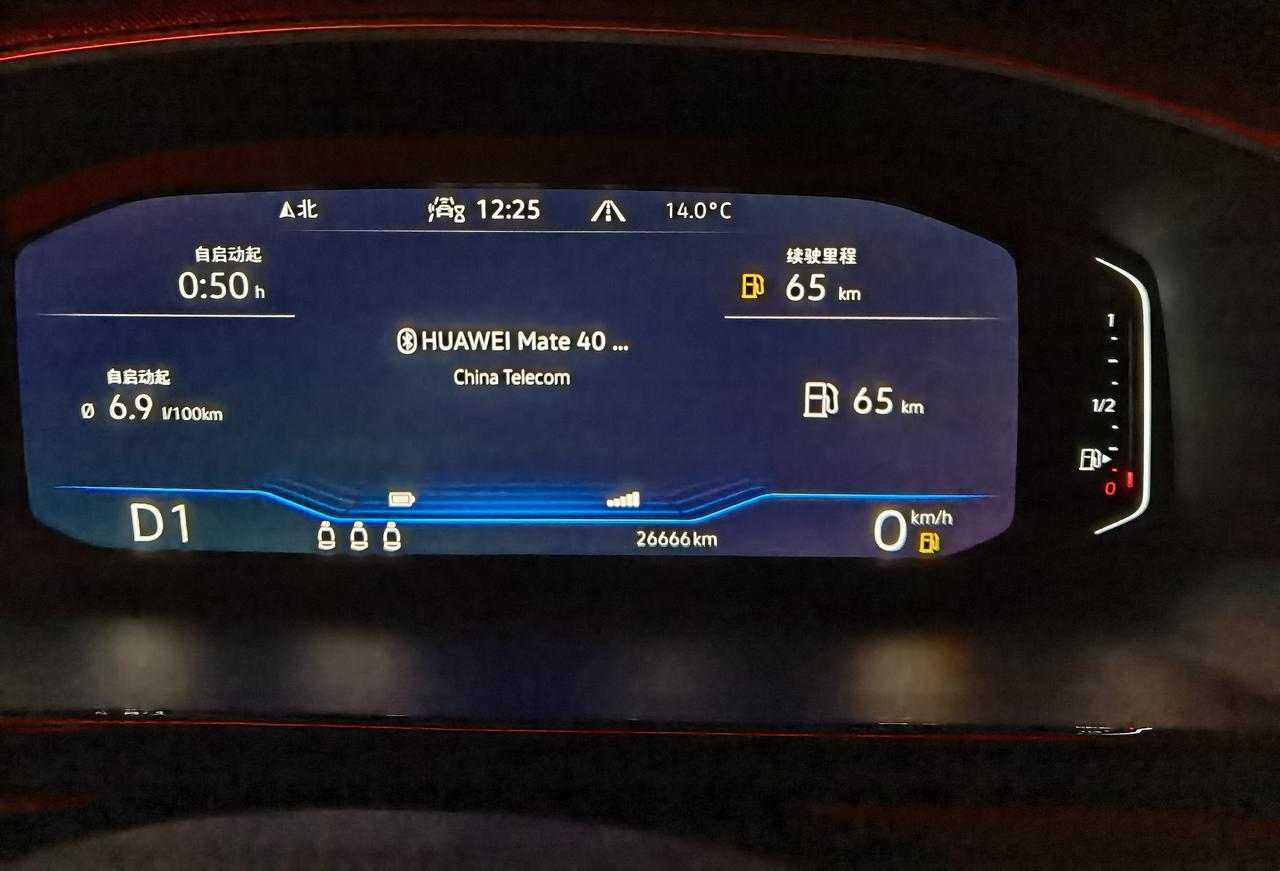 北
12:25
14.0°C
自启动起
0:50 h
续驶里程
65 km
HUAWEI Mate 40 ...
China Telecom
自启动起
Ø 6.9 l/100km
65 km
D1
26666 km
0 km/h
1
1/2
0